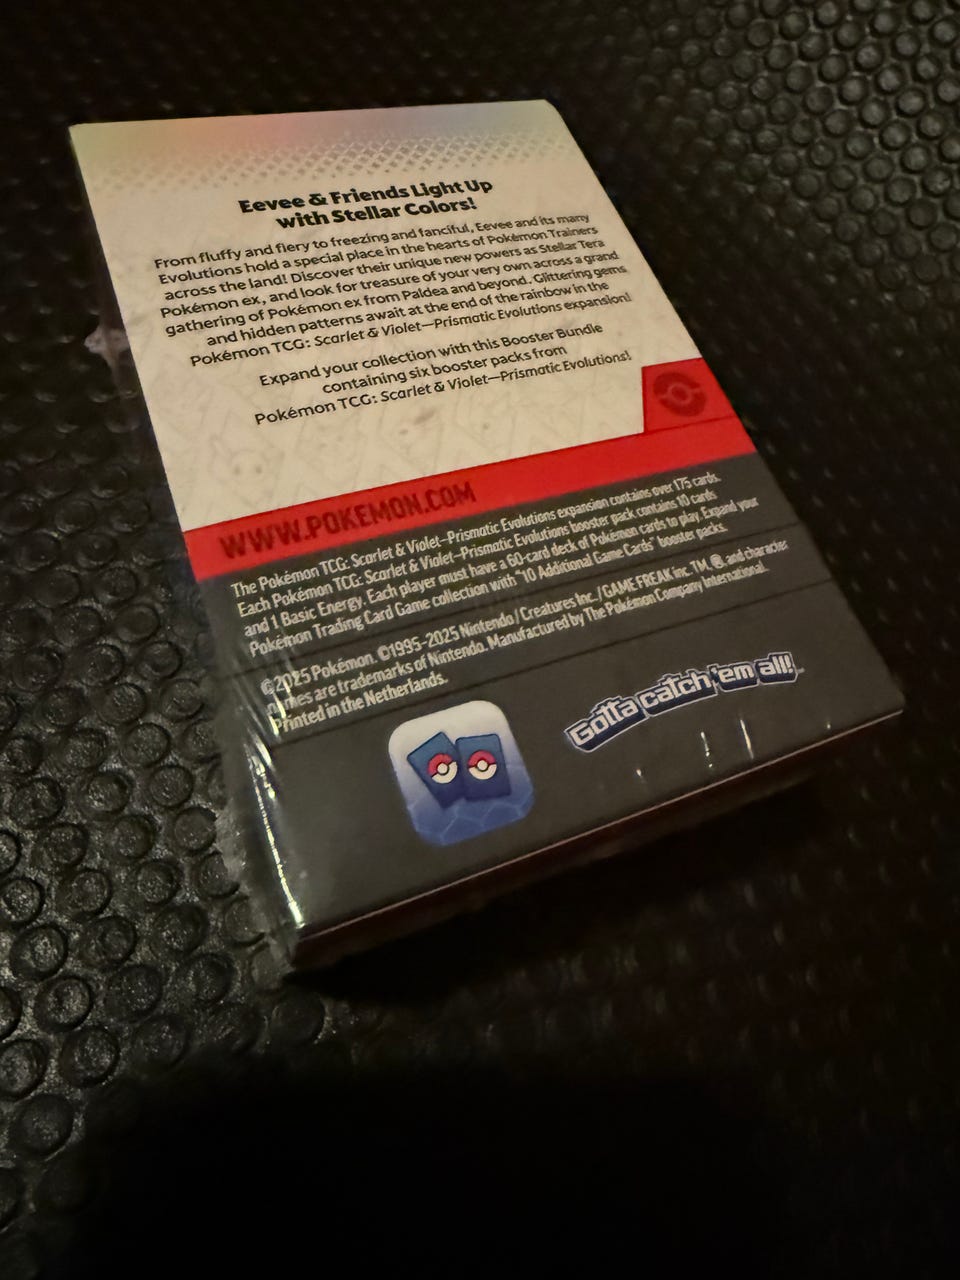 Eevee & Friends Light Up
with Stellar Colors!
From fluffy and fiery to freezing and fanciful, Eevee and its many
Evolutions hold a special place in the hearts of Pokémon Trainers
across the land! Discover their unique new powers as Stellar Tera
Pokémon ex, and look for treasure of your very own across a grand
gathering of Pokémon ex from Paldea and beyond. Glittering gems
and hidden patterns await at the end of the rainbow in the
Pokémon TCG: Scarlet & Violet—Prismatic Evolutions expansion!
Expand your collection with this Booster Bundle
containing six booster packs from
Pokémon TCG: Scarlet & Violet—Prismatic Evolutions!
WWW.POKEMON.COM
The Pokémon TCG: Scarlet & Violet—Prismatic Evolutions expansion contains over 175 cards.
Each Pokémon TCG: Scarlet & Violet—Prismatic Evolutions booster pack contains 10 cards
and 1 Basic Energy. Each player must have a 60-card deck of Pokémon cards to play. Expand your
Pokémon Trading Card Game collection with "10 Additional Game Cards" booster packs.
©2025 Pokémon. ©1995–2025 Nintendo / Creatures Inc. / GAME FREAK inc. TM, ®, and character
names are trademarks of Nintendo. Manufactured by The Pokémon Company International.
Printed in the Netherlands.
Gotta catch 'em all!™